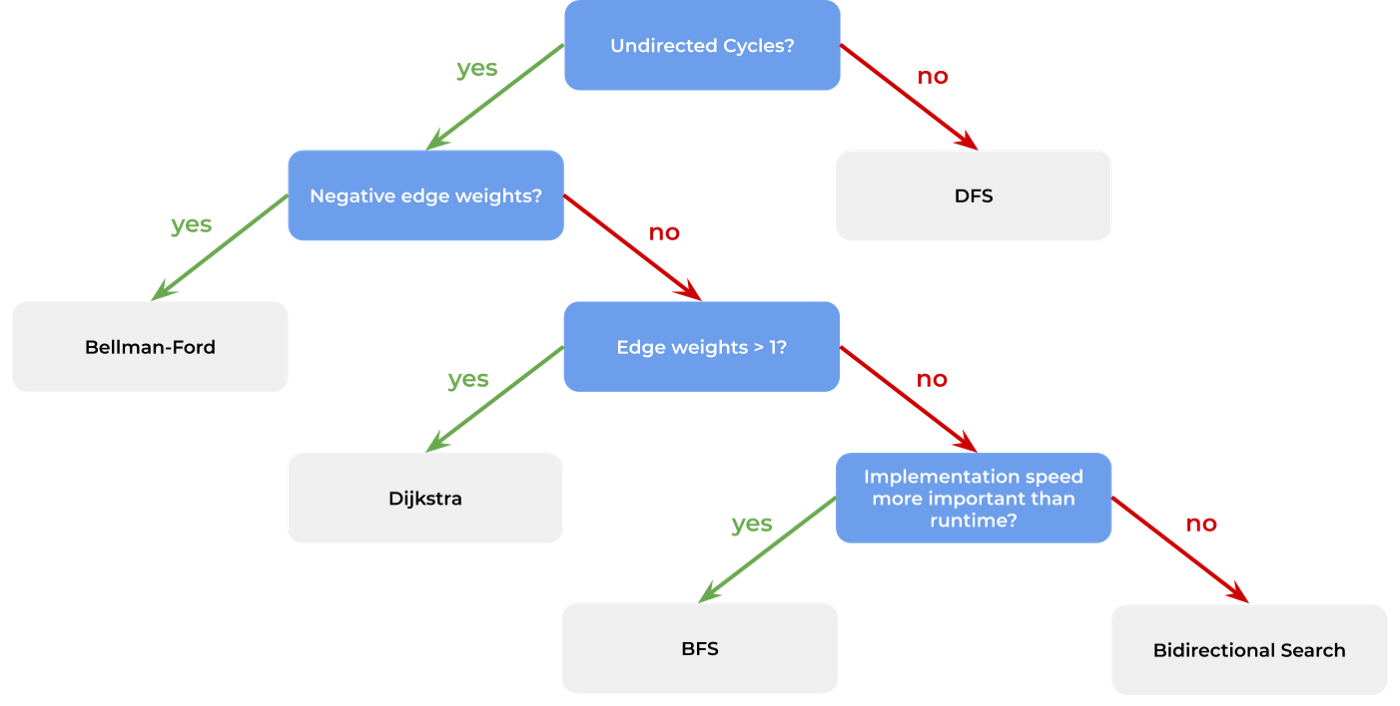 Undirected Cycles?
yes
no
Negative edge weights?
DFS
yes
no
Bellman-Ford
Edge weights > 1?
yes
no
Dijkstra
Implementation speed
more important than
runtime?
yes
no
BFS
Bidirectional Search